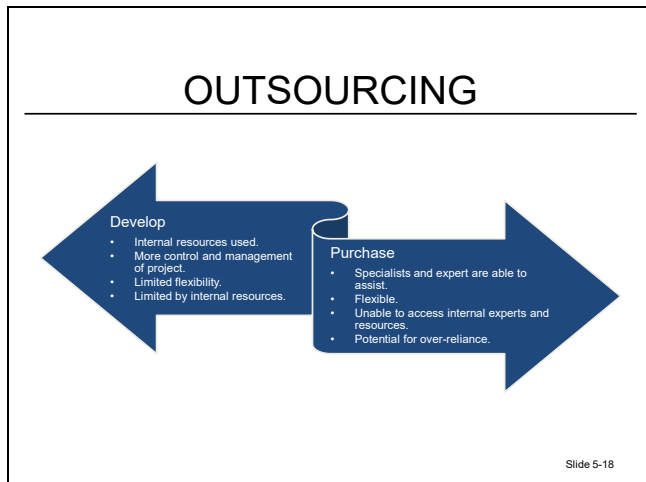 OUTSOURCING
Develop
• Internal resources used.
• More control and management
of project.
• Limited flexibility.
• Limited by internal resources.
Purchase
• Specialists and expert are able to
assist.
• Flexible.
• Unable to access internal experts and
resources.
• Potential for over-reliance.
Slide 5-18